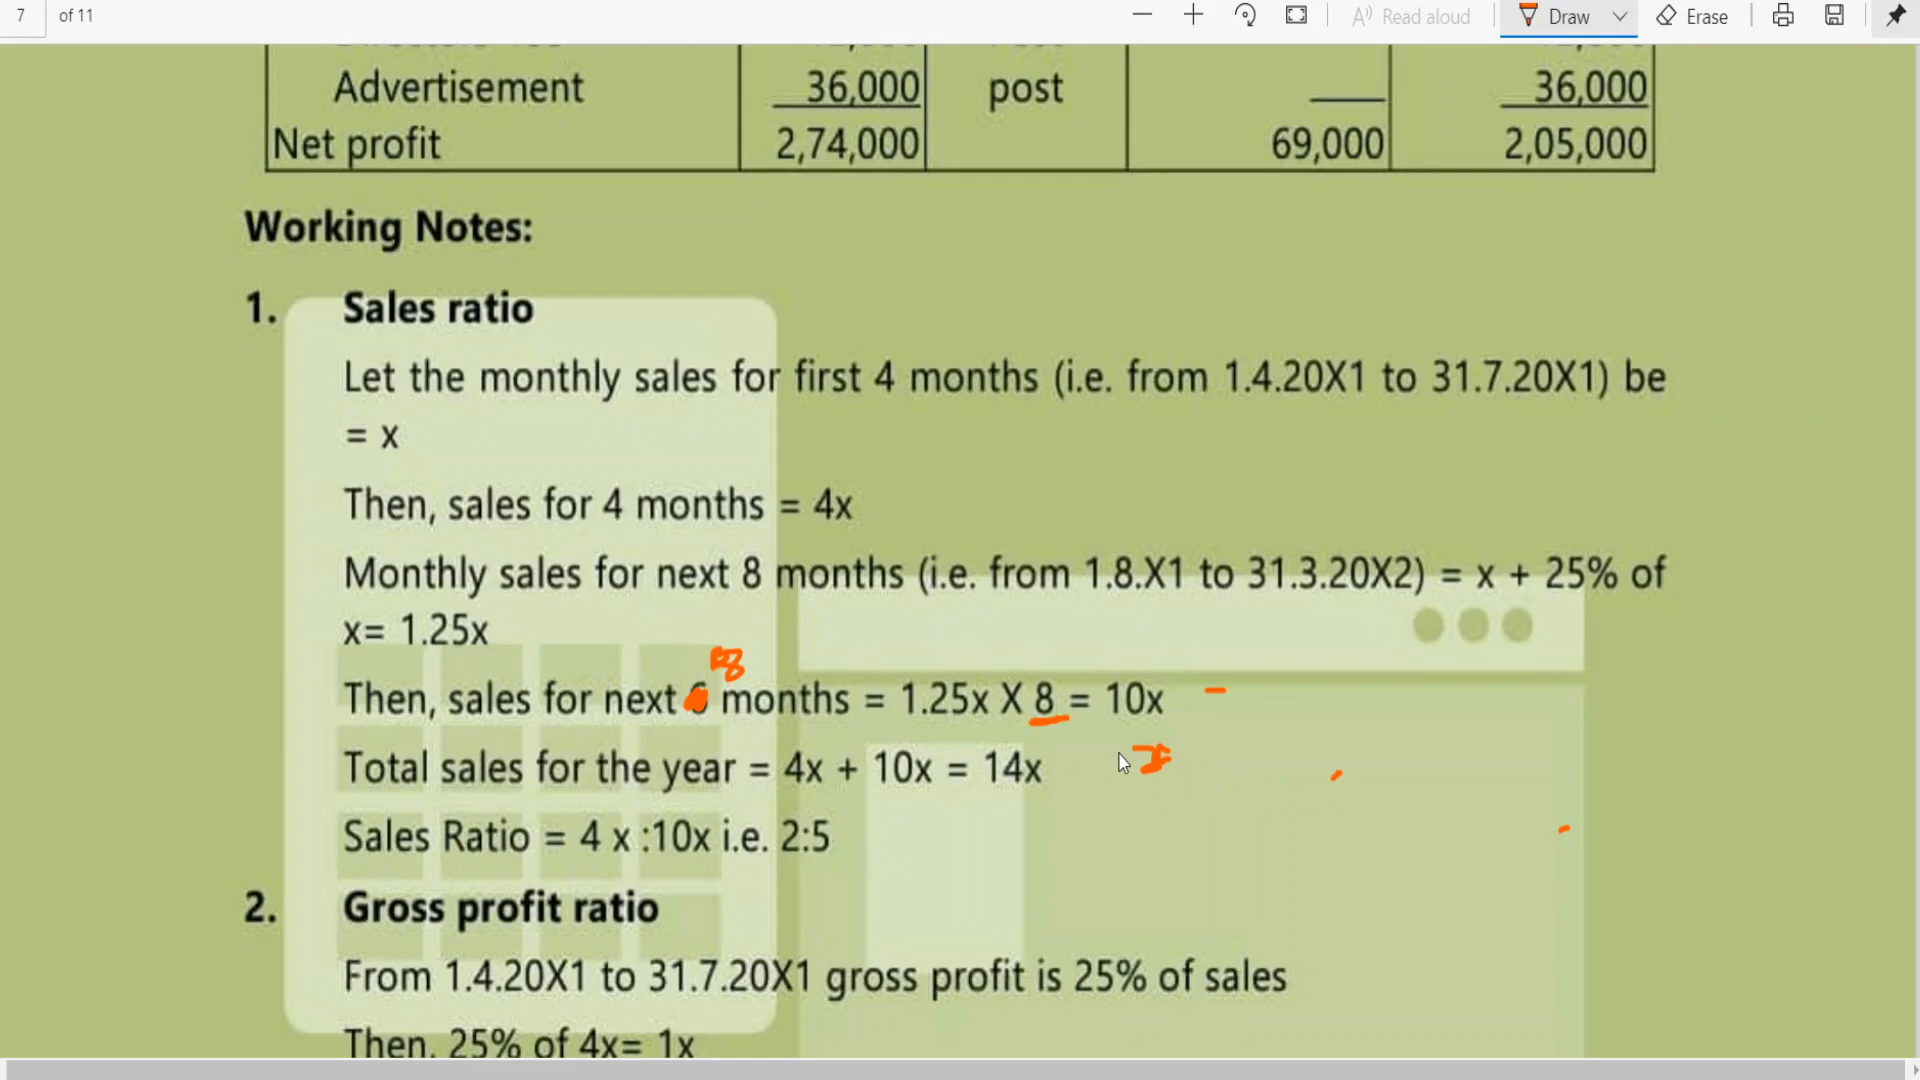 7 of 11 Read aloud Draw Erase
Advertisement 36,000 post 36,000
Net profit 2,74,000 69,000 2,05,000
Working Notes:
1. Sales ratio
Let the monthly sales for first 4 months (i.e. from 1.4.20X1 to 31.7.20X1) be
= x
Then, sales for 4 months = 4x
Monthly sales for next 8 months (i.e. from 1.8.X1 to 31.3.20X2) = x + 25% of
x= 1.25x
8
Then, sales for next 6 months = 1.25x X 8 = 10x
Total sales for the year = 4x + 10x = 14x
Sales Ratio = 4 x :10x i.e. 2:5
2. Gross profit ratio
From 1.4.20X1 to 31.7.20X1 gross profit is 25% of sales
Then, 25% of 4x= 1x